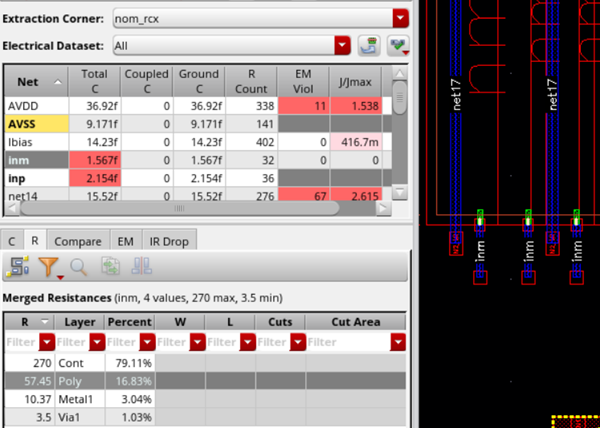 Extraction Corner: nom_rcx
Electrical Dataset: All
Net Total C Coupled C Ground C R Count EM Viol J/Jmax
AVDD 36.92f 0 36.92f 338 11 1.538
AVSS 9.171f 0 9.171f 141
Ibias 14.23f 0 14.23f 402 0 416.7m
inm 1.567f 0 1.567f 32 0 0
inp 2.154f 0 2.154f 36
net14 15.52f 0 15.52f 276 67 2.615
C R Compare EM IR Drop
Merged Resistances (inm, 4 values, 270 max, 3.5 min)
R Layer Percent W L Cuts Cut Area
Filter Filter Filter Filter Filter Filter Filter
270 Cont 79.11%
57.45 Poly 16.83%
10.37 Metal1 3.04%
3.5 Via1 1.03%
net17
net17
inm
inm
inm